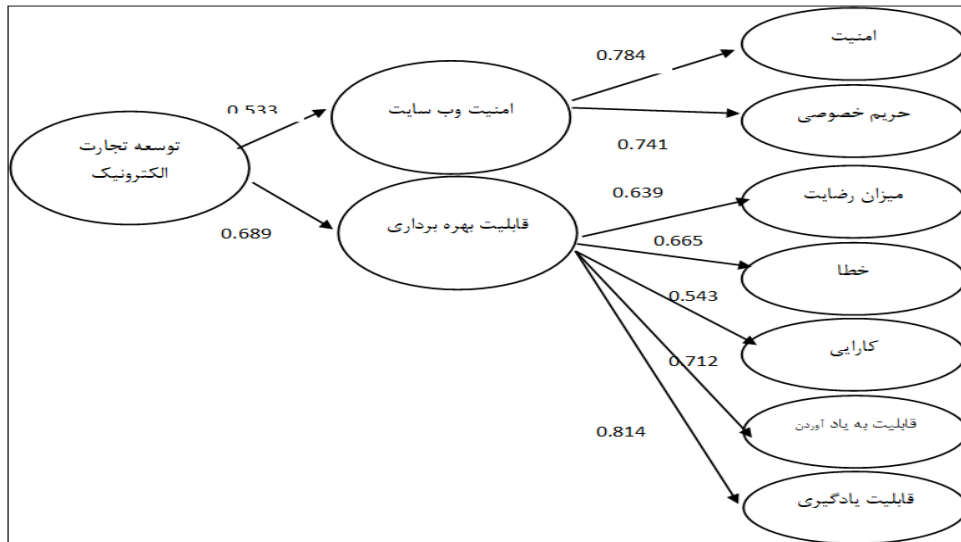 امنیت
0.784
0.533
امنیت وب سایت
حریم خصوصی
توسعه تجارت
الکترونیک
0.741
میزان رضایت
0.639
قابلیت بهره برداری
0.689
0.665
خطا
0.543
کارایی
0.712
قابلیت به یاد آوردن
0.814
قابلیت یادگیری